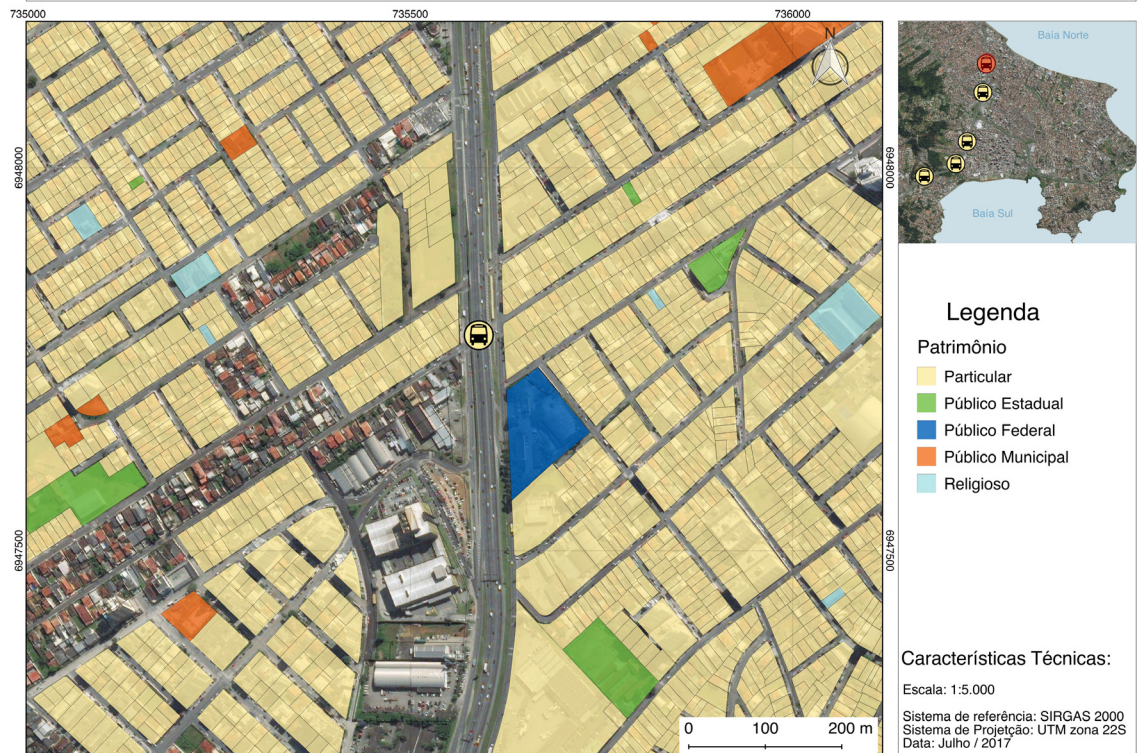 735000
735500
736000
6948000
6948000
6947500
6947500
N
0
100
200 m
Baía Norte
Baía Sul
Legenda
Patrimônio
Particular
Público Estadual
Público Federal
Público Municipal
Religioso
Características Técnicas:
Escala: 1:5.000
Sistema de referência: SIRGAS 2000
Sistema de Projetção: UTM zona 22S
Data: Julho / 2017